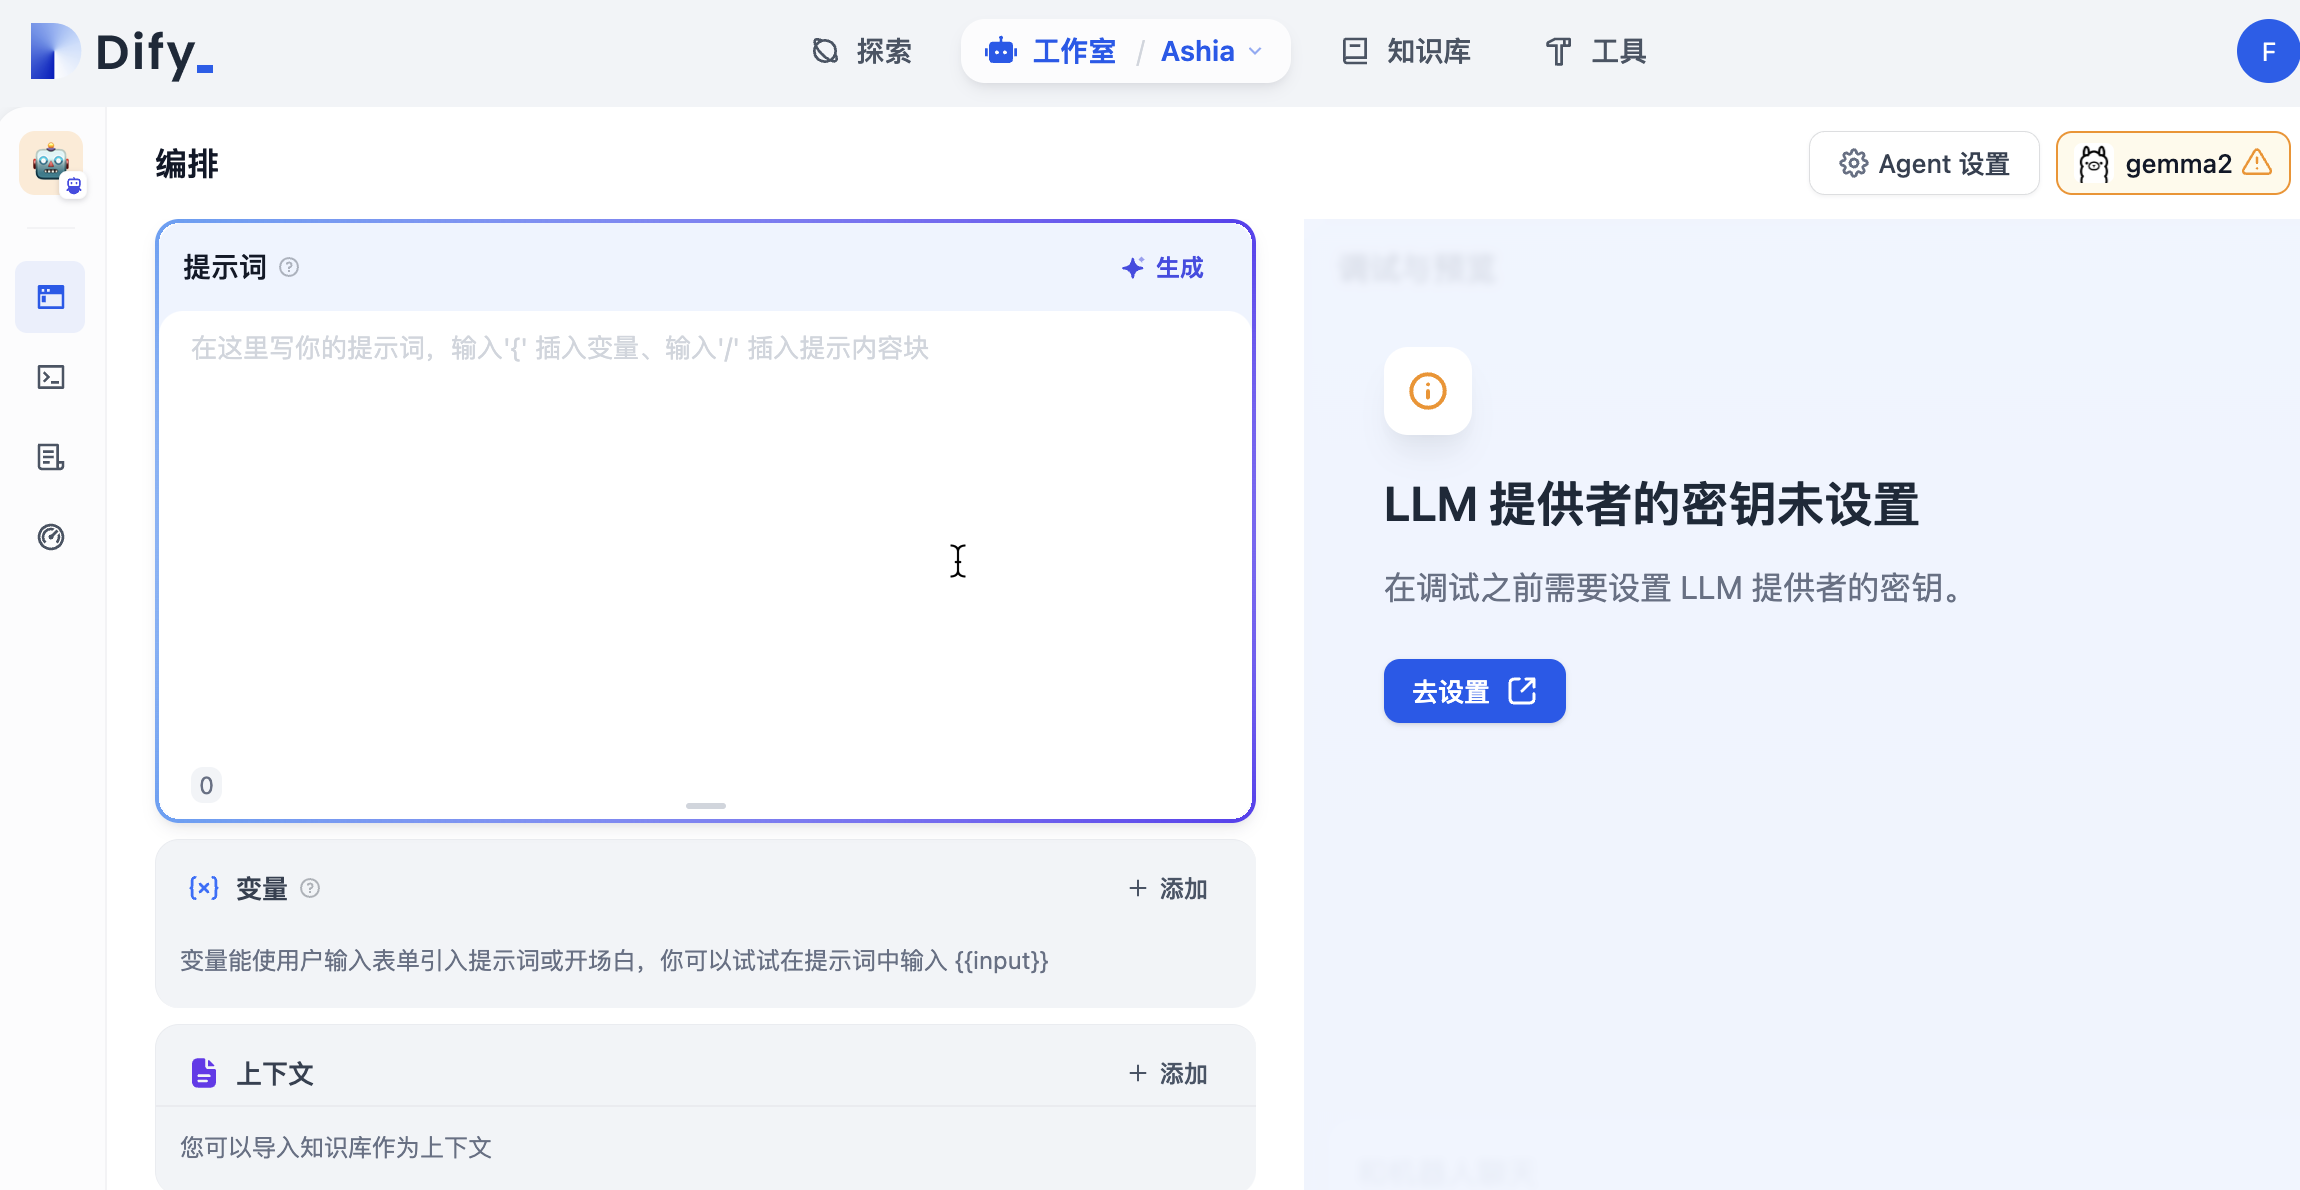 Dify_
探索
工作室 / Ashia
知识库
工具
F
编排
Agent 设置
gemma2
提示词
生成
在这里写你的提示词，输入'{' 插入变量、输入'/' 插入提示内容块
0
变量
+ 添加
变量能使用户输入表单引入提示词或开场白，你可以试试在提示词中输入 {{input}}
上下文
+ 添加
您可以导入知识库作为上下文
调试与预览
LLM 提供者的密钥未设置
在调试之前需要设置 LLM 提供者的密钥。
去设置